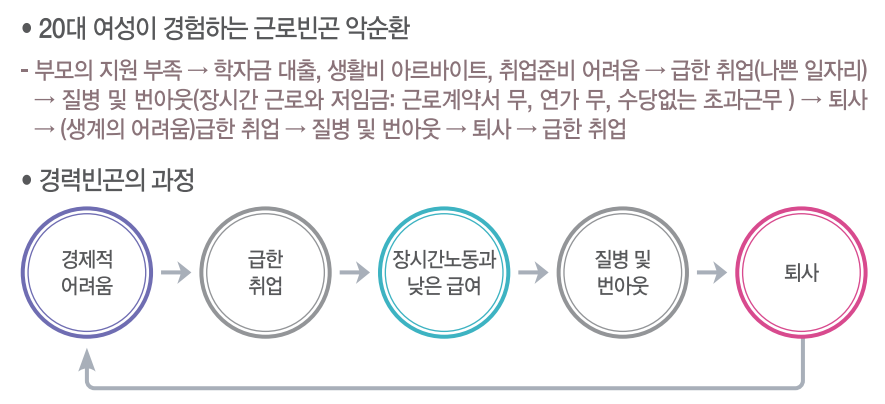 • 20대 여성이 경험하는 근로빈곤 악순환
- 부모의 지원 부족 → 학자금 대출, 생활비 아르바이트, 취업준비 어려움 → 급한 취업(나쁜 일자리)
→ 질병 및 번아웃(장시간 근로와 저임금: 근로계약서 무, 연가 무, 수당없는 초과근무 ) → 퇴사
→ (생계의 어려움)급한 취업 → 질병 및 번아웃 → 퇴사 → 급한 취업
• 경력빈곤의 과정
경제적
어려움
급한
취업
장시간노동과
낮은 급여
질병 및
번아웃
퇴사